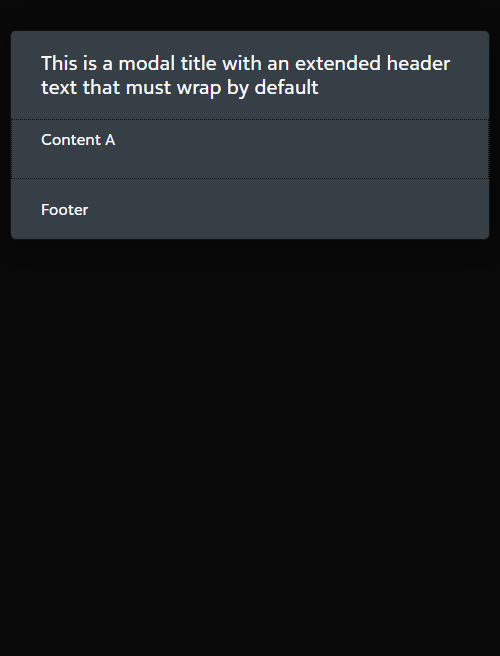 This is a modal title with an extended header
text that must wrap by default
Content A
Footer